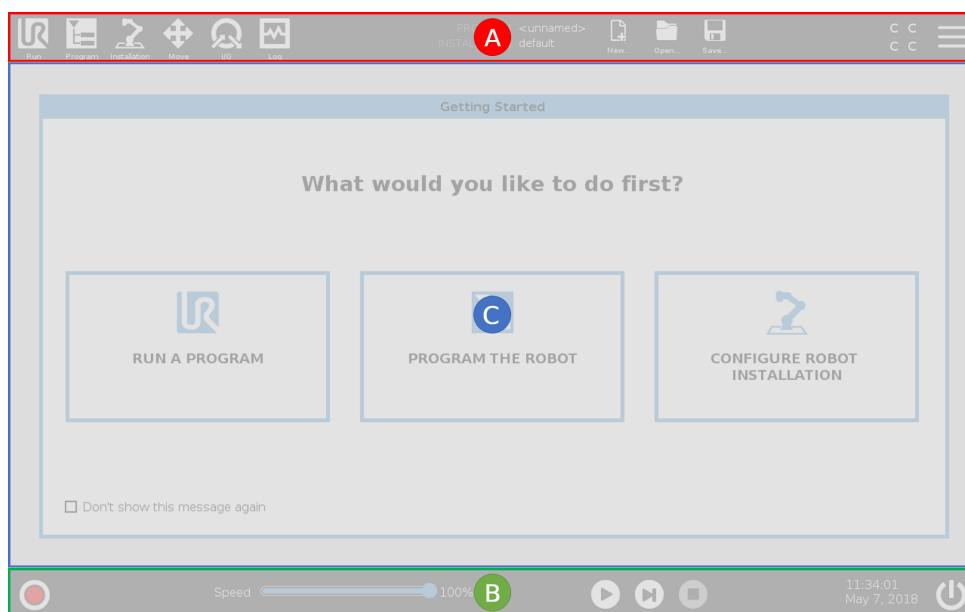 PR <unnamed>
INSTAL default
A
Run Program Installation Move I/O Log New... Open... Save... C C
C C
Getting Started
What would you like to do first?
C
RUN A PROGRAM
PROGRAM THE ROBOT
CONFIGURE ROBOT
INSTALLATION
Don't show this message again
Speed 100% B
11:34:01
May 7, 2018